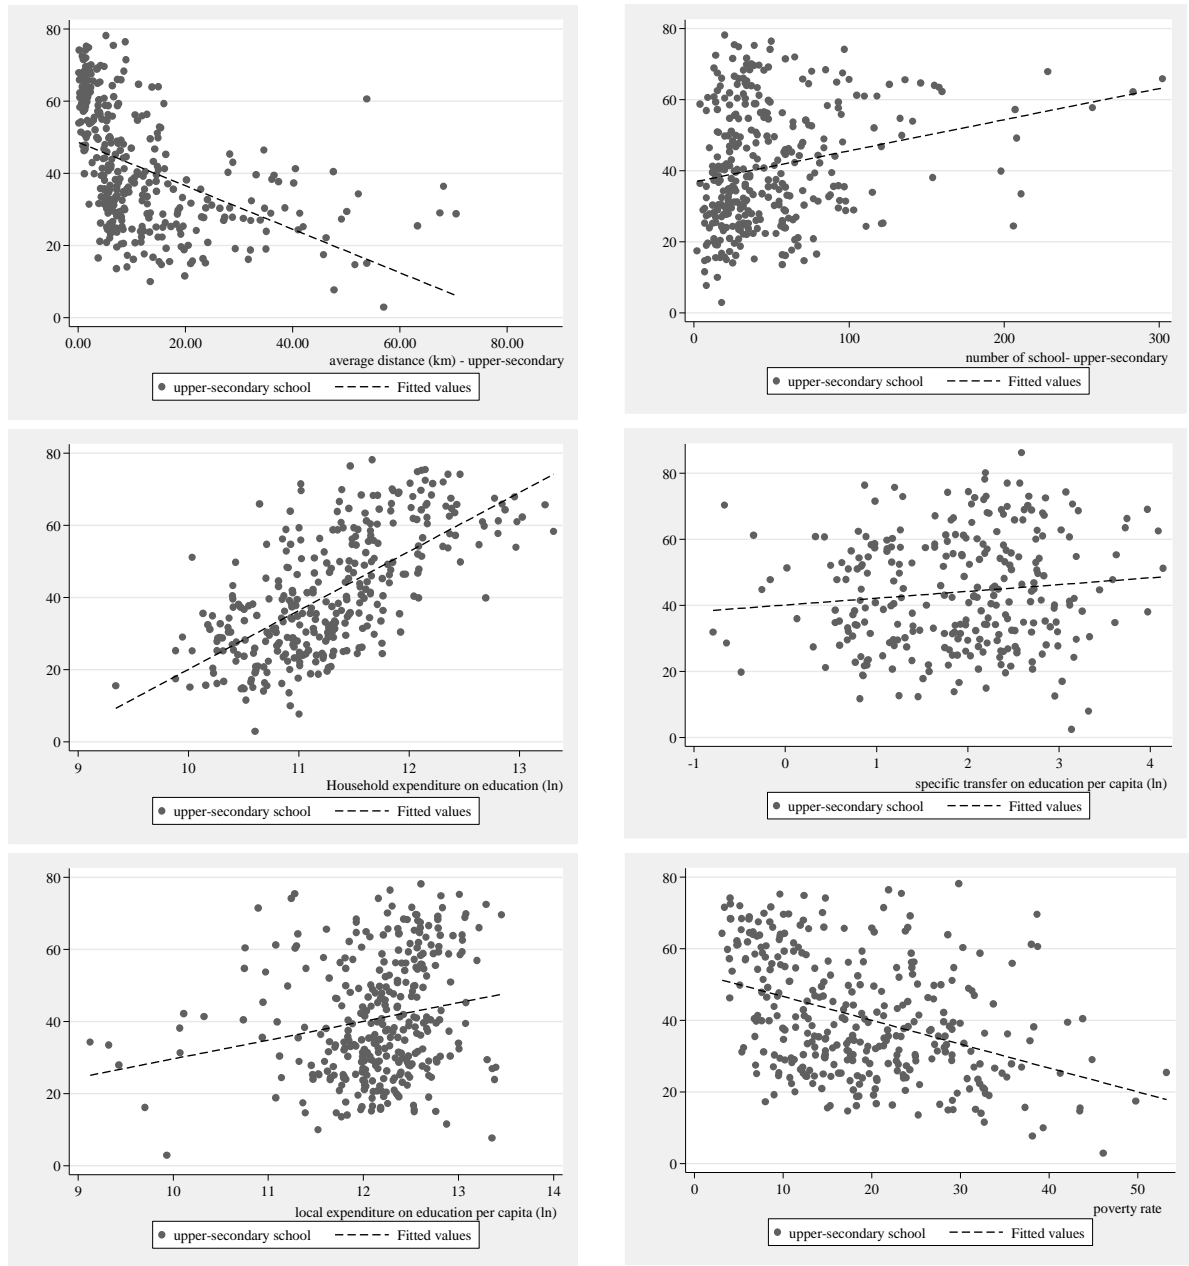 80
60
40
20
0
0.00 20.00 40.00 60.00 80.00
average distance (km) - upper-secondary
upper-secondary school Fitted values
80
60
40
20
0
0 100 200 300
number of school- upper-secondary
upper-secondary school Fitted values
80
60
40
20
0
9 10 11 12 13
Household expenditure on education (ln)
upper-secondary school Fitted values
80
60
40
20
0
-1 0 1 2 3 4
specific transfer on education per capita (ln)
upper-secondary school Fitted values
80
60
40
20
0
9 10 11 12 13 14
local expenditure on education per capita (ln)
upper-secondary school Fitted values
80
60
40
20
0
0 10 20 30 40 50
poverty rate
upper-secondary school Fitted values